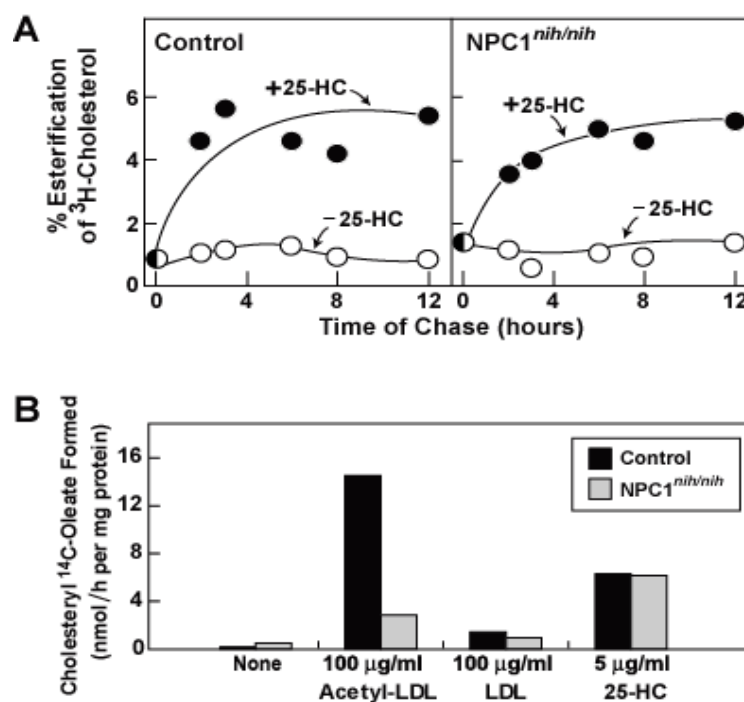 A
Control
NPC1nih/nih
% Esterification
of 3H-Cholesterol
6
4
2
0
+25-HC
−25-HC
+25-HC
−25-HC
0 4 8 12 0 4 8 12
Time of Chase (hours)
B
Cholesteryl 14C-Oleate Formed
(nmol/h per mg protein)
16
12
8
4
0
Control
NPC1nih/nih
None 100 µg/ml 100 µg/ml 5 µg/ml
Acetyl-LDL LDL 25-HC